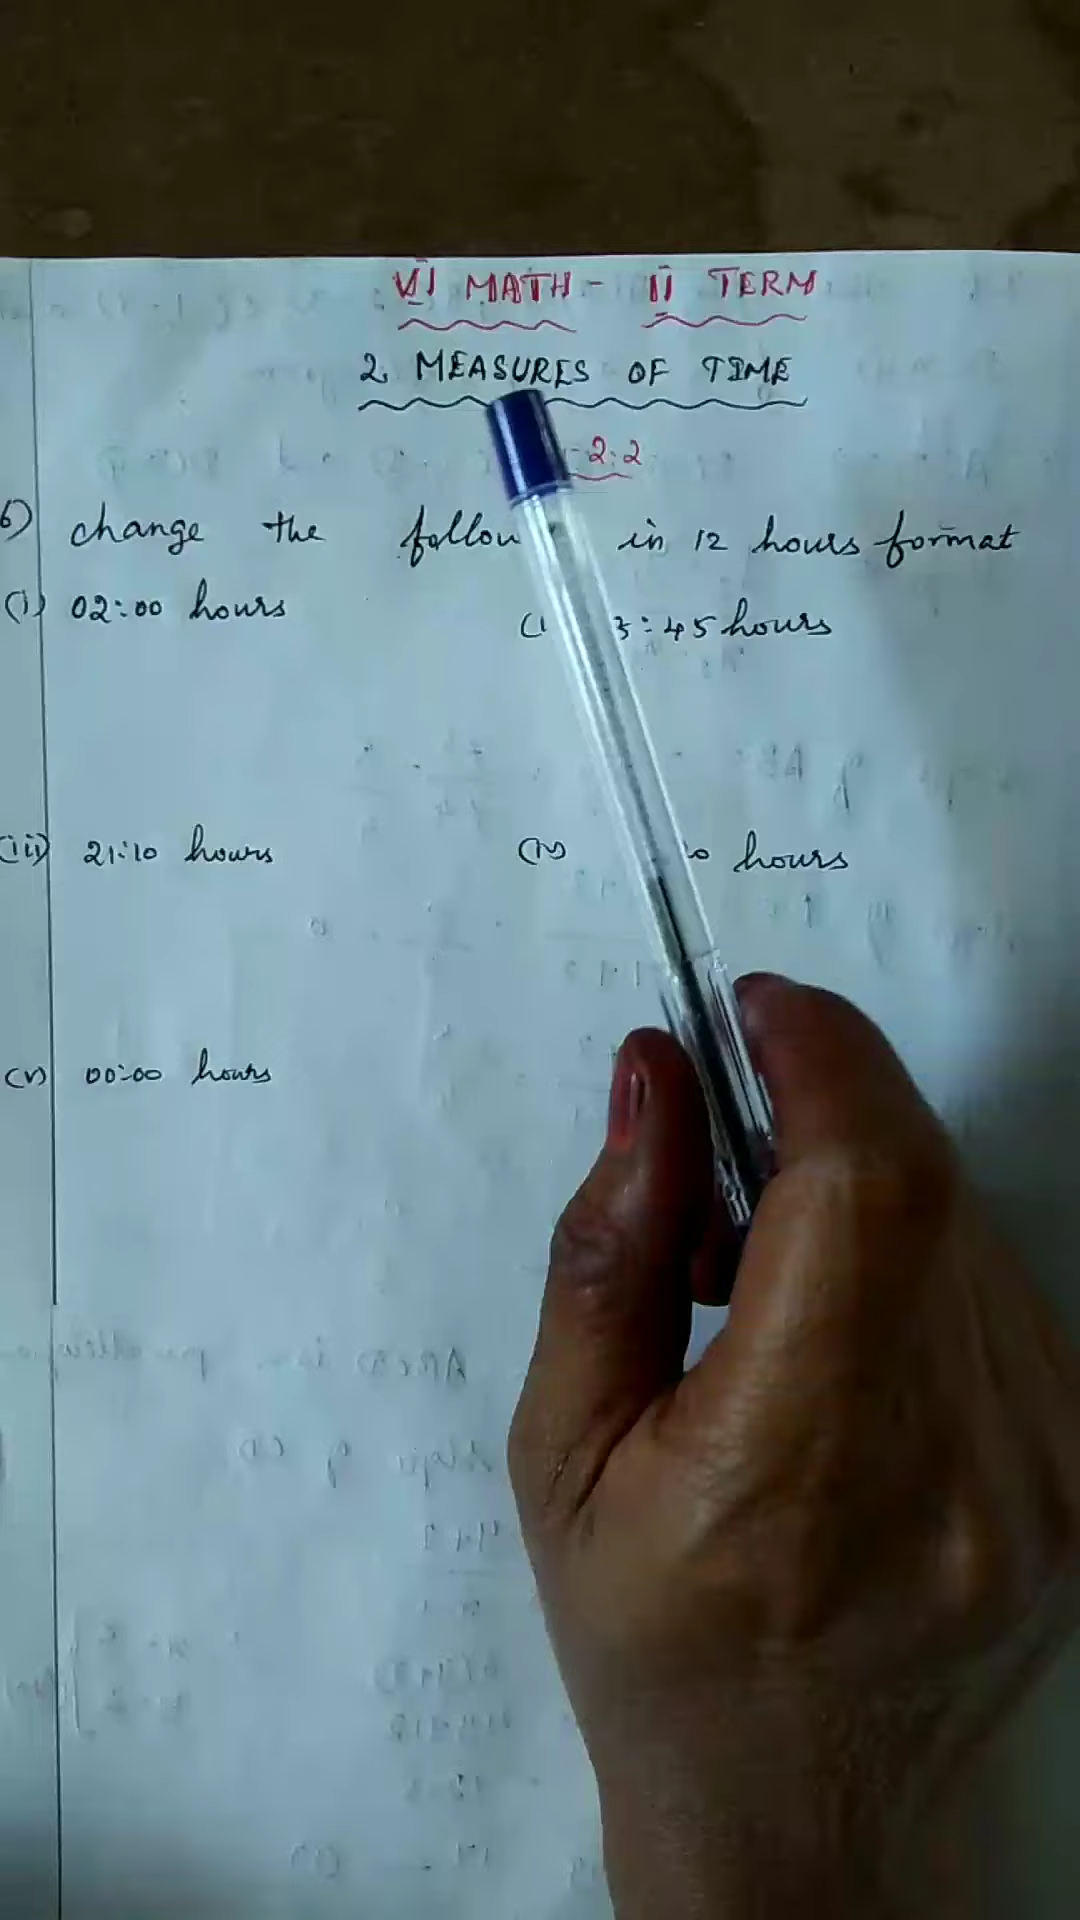 VI MATH - II TERM
2. MEASURES OF TIME
2.2
6) change the in 12 hours format
(i) 02:00 hours :45 hours
(iii) 21:10 hours (iv) hours
(v) 00:00 hours